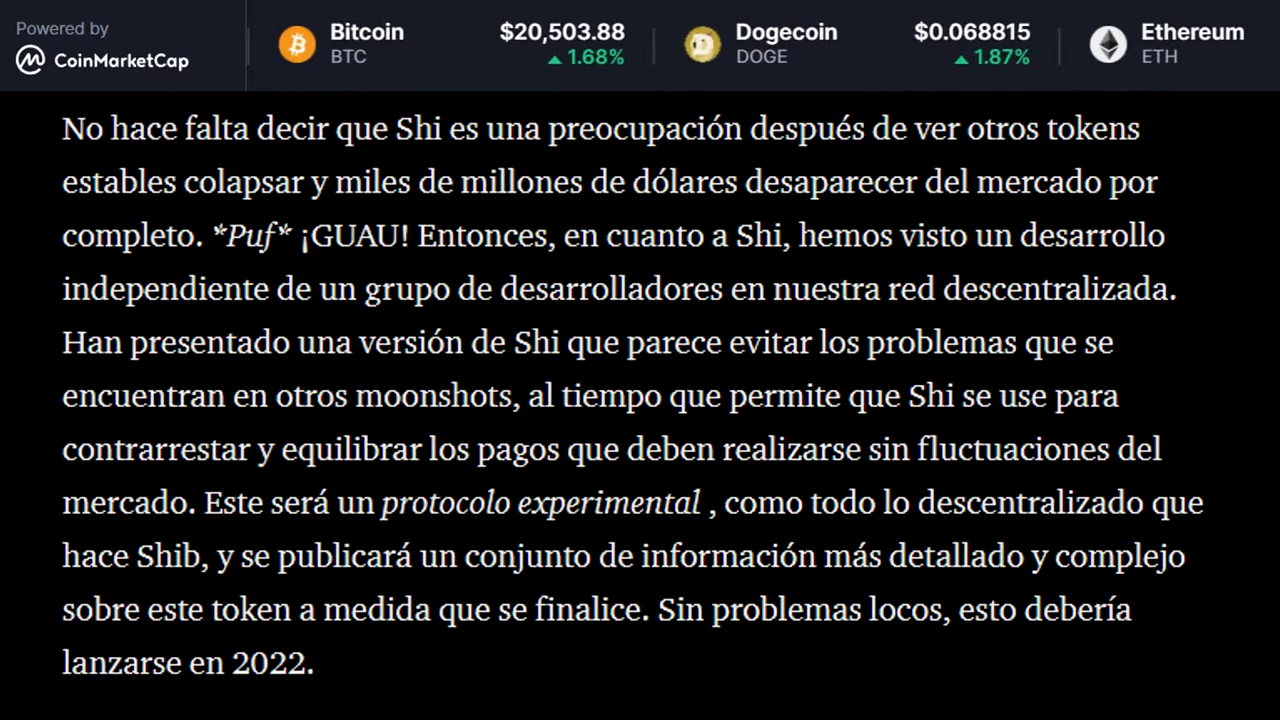 Powered by
CoinMarketCap
Bitcoin
BTC
$20,503.88
1.68%
Dogecoin
DOGE
$0.068815
1.87%
Ethereum
ETH
No hace falta decir que Shi es una preocupación después de ver otros tokens
estables colapsar y miles de millones de dólares desaparecer del mercado por
completo. *Puf* ¡GUAU! Entonces, en cuanto a Shi, hemos visto un desarrollo
independiente de un grupo de desarrolladores en nuestra red descentralizada.
Han presentado una versión de Shi que parece evitar los problemas que se
encuentran en otros moonshots, al tiempo que permite que Shi se use para
contrarrestar y equilibrar los pagos que deben realizarse sin fluctuaciones del
mercado. Este será un protocolo experimental , como todo lo descentralizado que
hace Shib, y se publicará un conjunto de información más detallado y complejo
sobre este token a medida que se finalice. Sin problemas locos, esto debería
lanzarse en 2022.